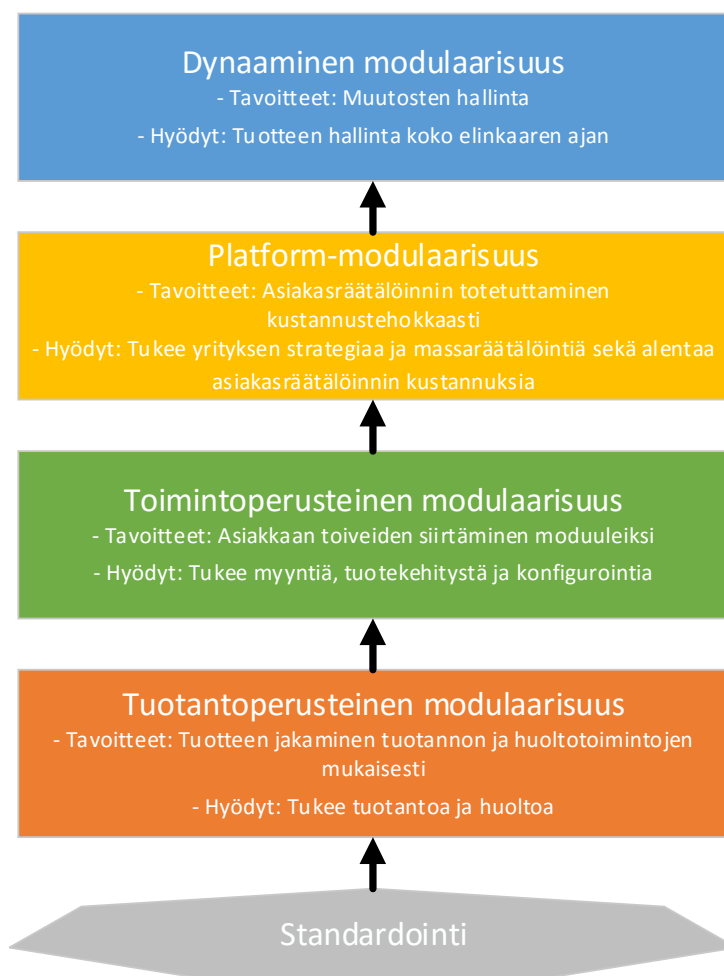 Dynaaminen modulaarisuus
- Tavoitteet: Muutosten hallinta
- Hyödyt: Tuotteen hallinta koko elinkaaren ajan
Platform-modulaarisuus
- Tavoitteet: Asiakasräätälöinnin totetuttaminen
kustannustehokkaasti
- Hyödyt: Tukee yrityksen strategiaa ja massaräätälöintiä sekä alentaa
asiakasräätälöinnin kustannuksia
Toimintoperusteinen modulaarisuus
- Tavoitteet: Asiakkaan toiveiden siirtäminen moduuleiksi
- Hyödyt: Tukee myyntiä, tuotekehitystä ja konfigurointia
Tuotantoperusteinen modulaarisuus
- Tavoitteet: Tuotteen jakaminen tuotannon ja huoltotoimintojen
mukaisesti
- Hyödyt: Tukee tuotantoa ja huoltoa
Standardointi